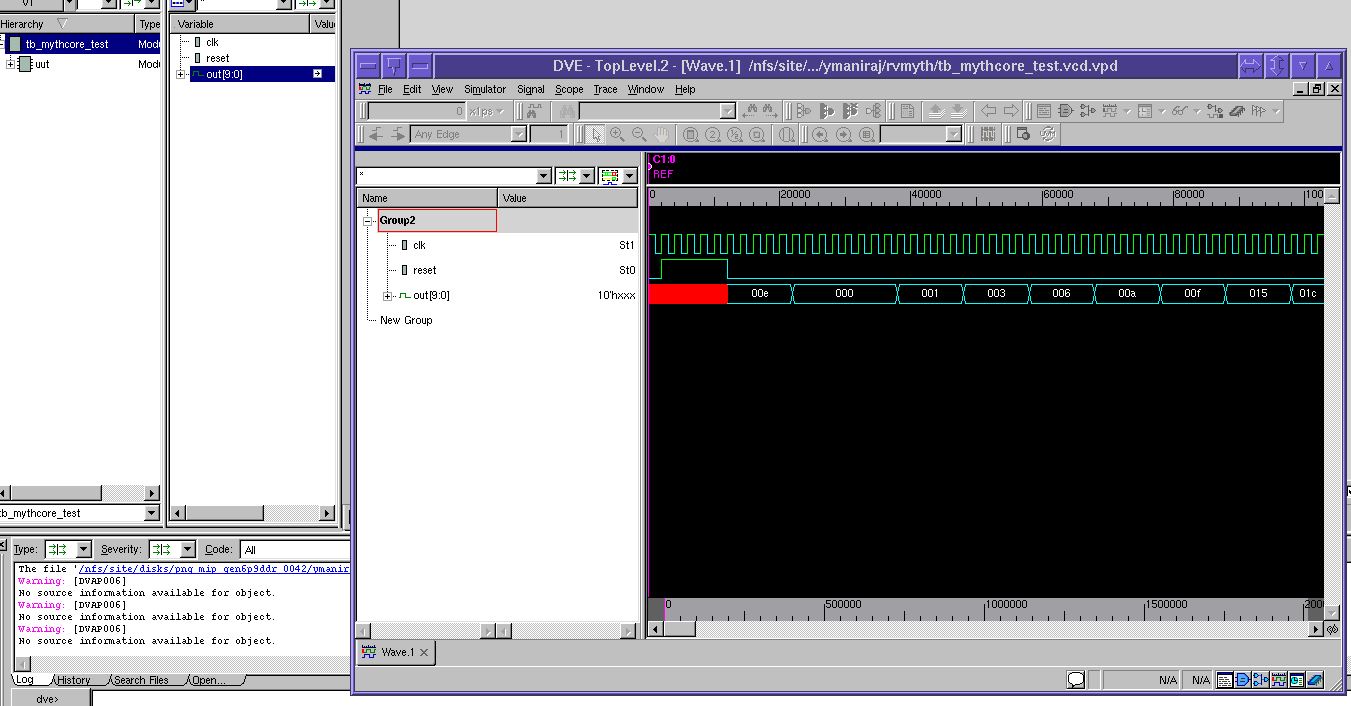 V1
Hierarchy
Type
Variable
Valu
tb_mythcore_test
Modu
uut
Modu
clk
reset
out[9:0]
tb_mythcore_test
DVE - TopLevel.2 - [Wave.1] /nfs/site/.../ymaniraj/rvmyth/tb_mythcore_test.vcd.vpd
File Edit View Simulator Signal Scope Trace Window Help
0 x1ps
Any Edge 1
*
C1:0
REF
Name Value
0 20000 40000 60000 80000 100
Group2
clk St1
reset St0
out[9:0] 10'hxxx
00e 000 001 003 006 00a 00f 015 01c
New Group
0 500000 1000000 1500000 200
Wave.1
N/A N/A
Type: Severity: Code: All
The file '/nfs/site/disks/png_mip_gen6p9ddr_0042/ymanir
Warning: [DVAP006]
No source information available for object.
Warning: [DVAP006]
No source information available for object.
Warning: [DVAP006]
No source information available for object.
Log History Search Files Open...
dve>